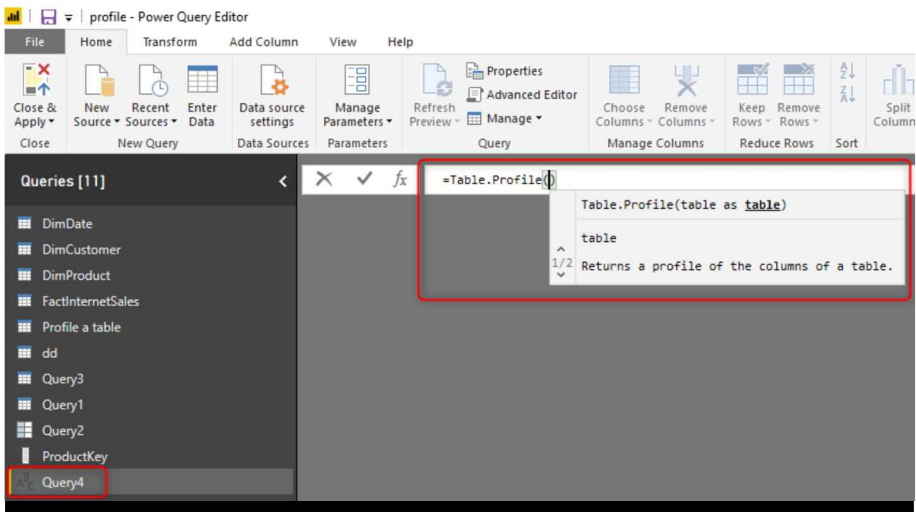 profile - Power Query Editor
File Home Transform Add Column View Help
Close & Apply
New Source
Recent Sources
Enter Data
Data source settings
Manage Parameters
Refresh Preview
Properties
Advanced Editor
Manage
Choose Columns
Remove Columns
Keep Rows
Remove Rows
Split Column
Close New Query Data Sources Parameters Query Manage Columns Reduce Rows Sort
Queries [11]
fx =Table.Profile()
Table.Profile(table as table)
table
1/2 Returns a profile of the columns of a table.
DimDate
DimCustomer
DimProduct
FactInternetSales
Profile a table
dd
Query3
Query1
Query2
ProductKey
Query4